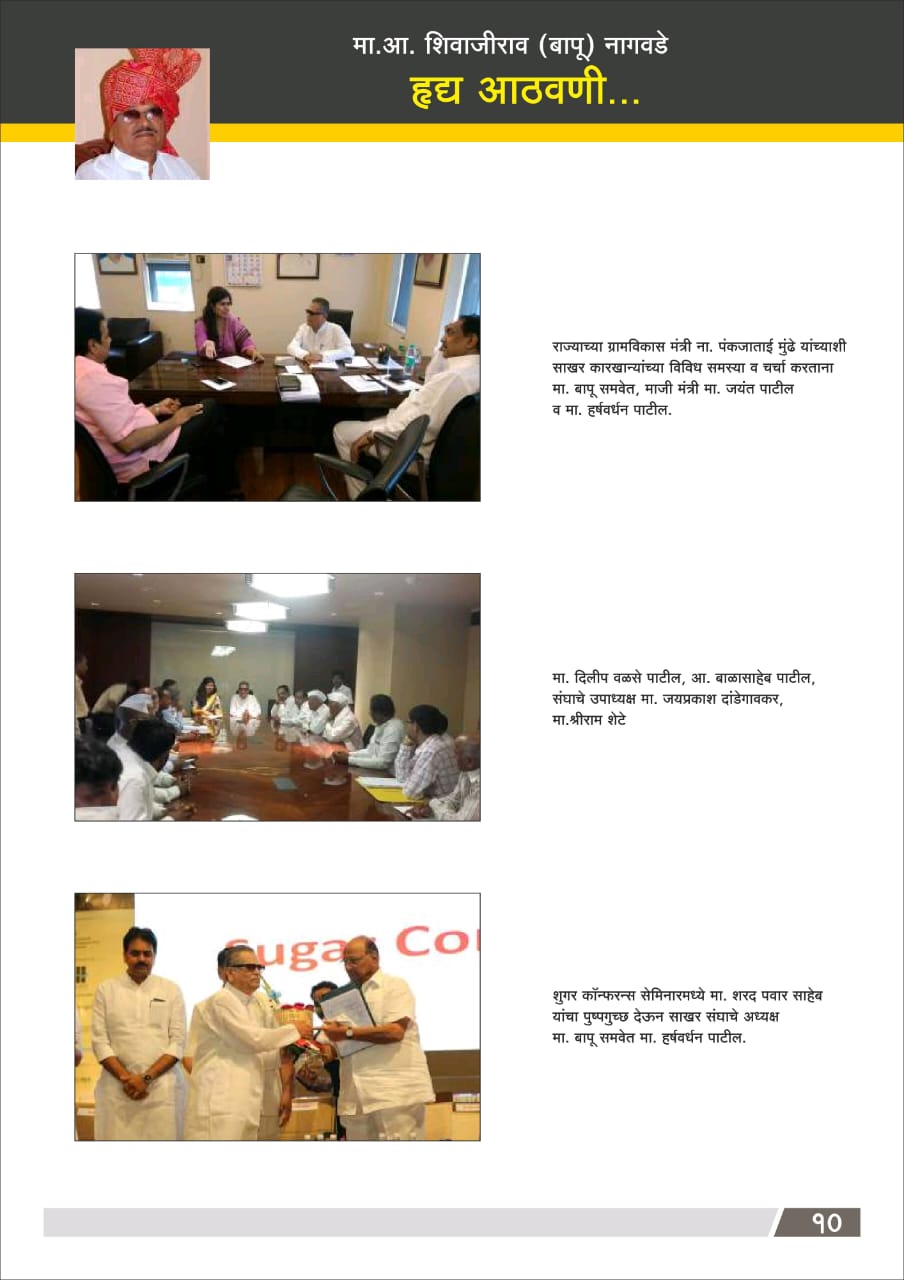 मा.आ. शिवाजीराव (बापू) नागवडे
हृद्य आठवणी...
राज्याच्या ग्रामविकास मंत्री ना. पंकजाताई मुंढे यांच्याशी
साखर कारखान्यांच्या विविध समस्या व चर्चा करताना
मा. बापू समवेत, माजी मंत्री मा. जयंत पाटील
व मा. हर्षवर्धन पाटील.
मा. दिलीप वळसे पाटील, आ. बाळासाहेब पाटील,
संघाचे उपाध्यक्ष मा. जयप्रकाश दांडेगावकर,
मा.श्रीराम शेटे
Sugar Co
शुगर कॉन्फरन्स सेमिनारमध्ये मा. शरद पवार साहेब
यांचा पुष्पगुच्छ देऊन साखर संघाचे अध्यक्ष
मा. बापू समवेत मा. हर्षवर्धन पाटील.
१०